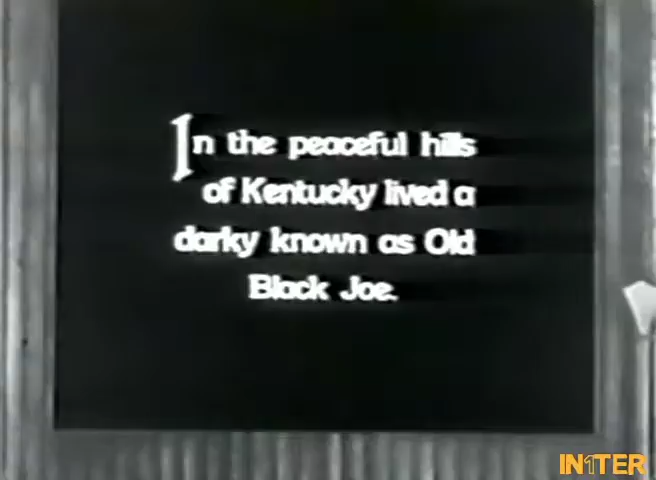 In the peaceful hills
of Kentucky lived a
darky known as Old
Black Joe.
IN1TER